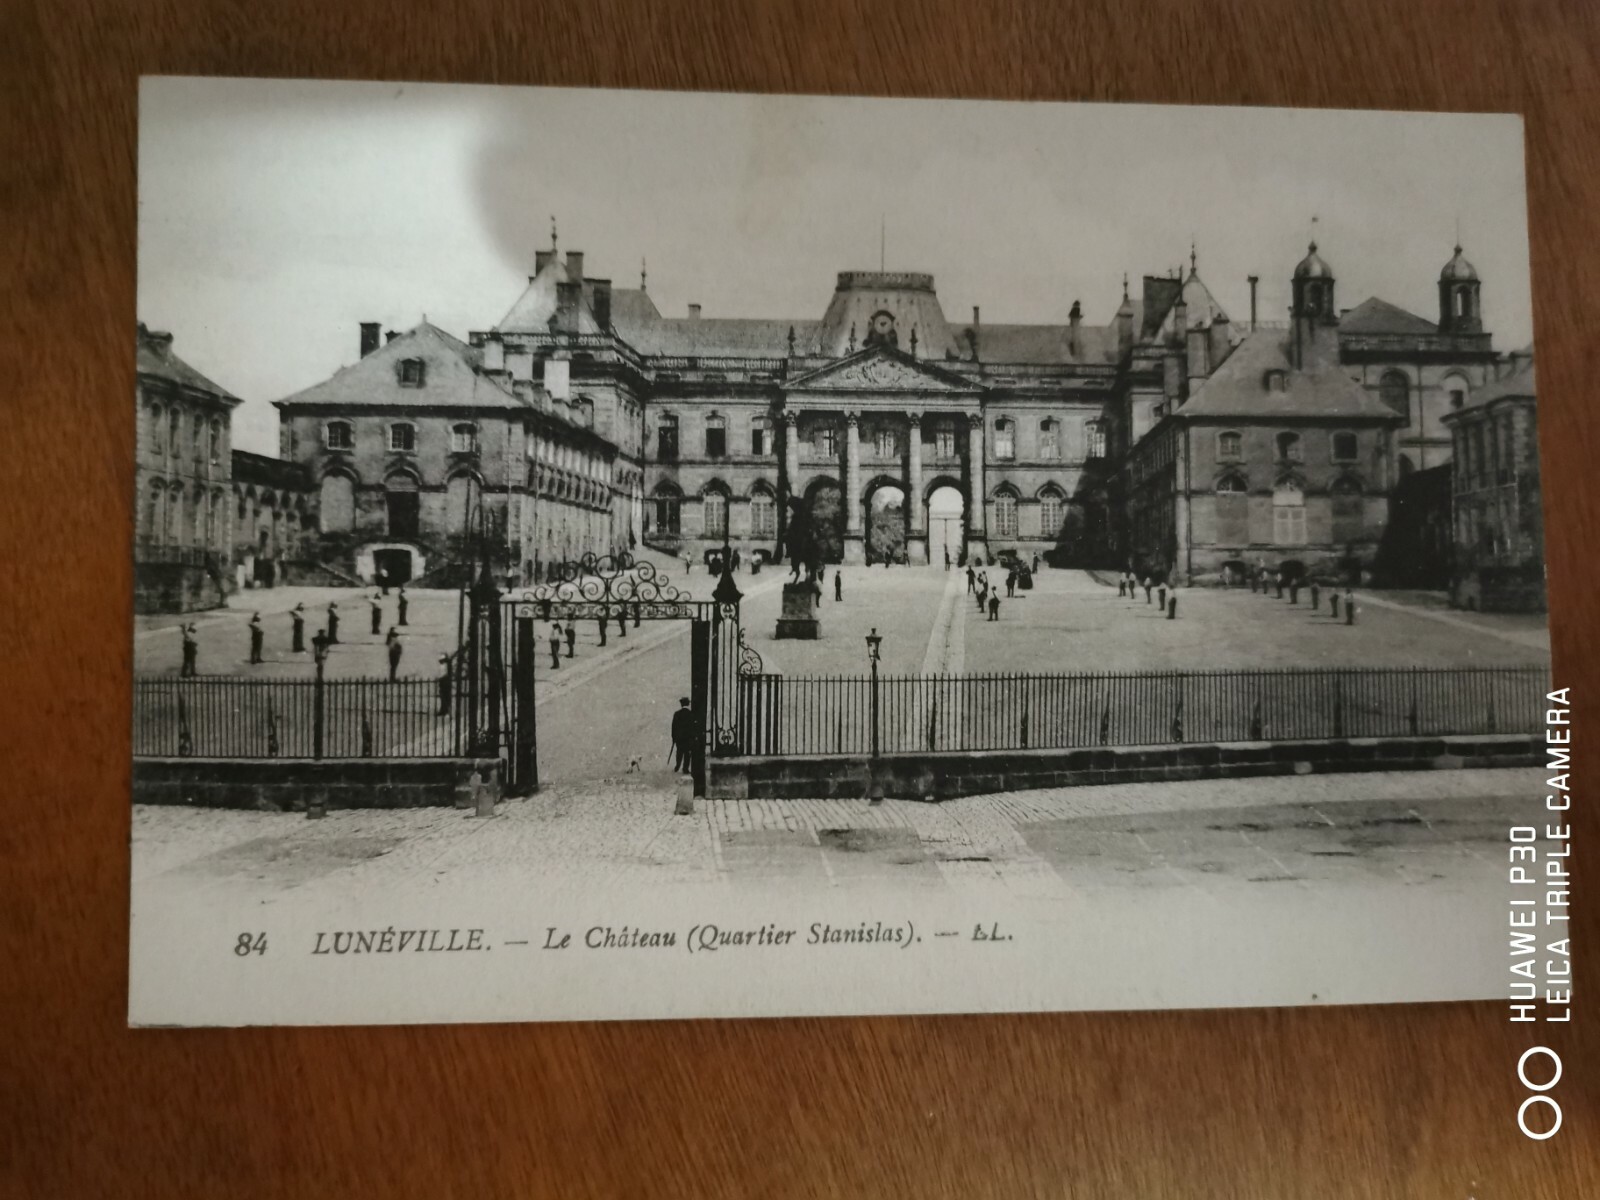 84 LUNÉVILLE. — Le Château (Quartier Stanislas). — LL.
HUAWEI P30
LEICA TRIPLE CAMERA